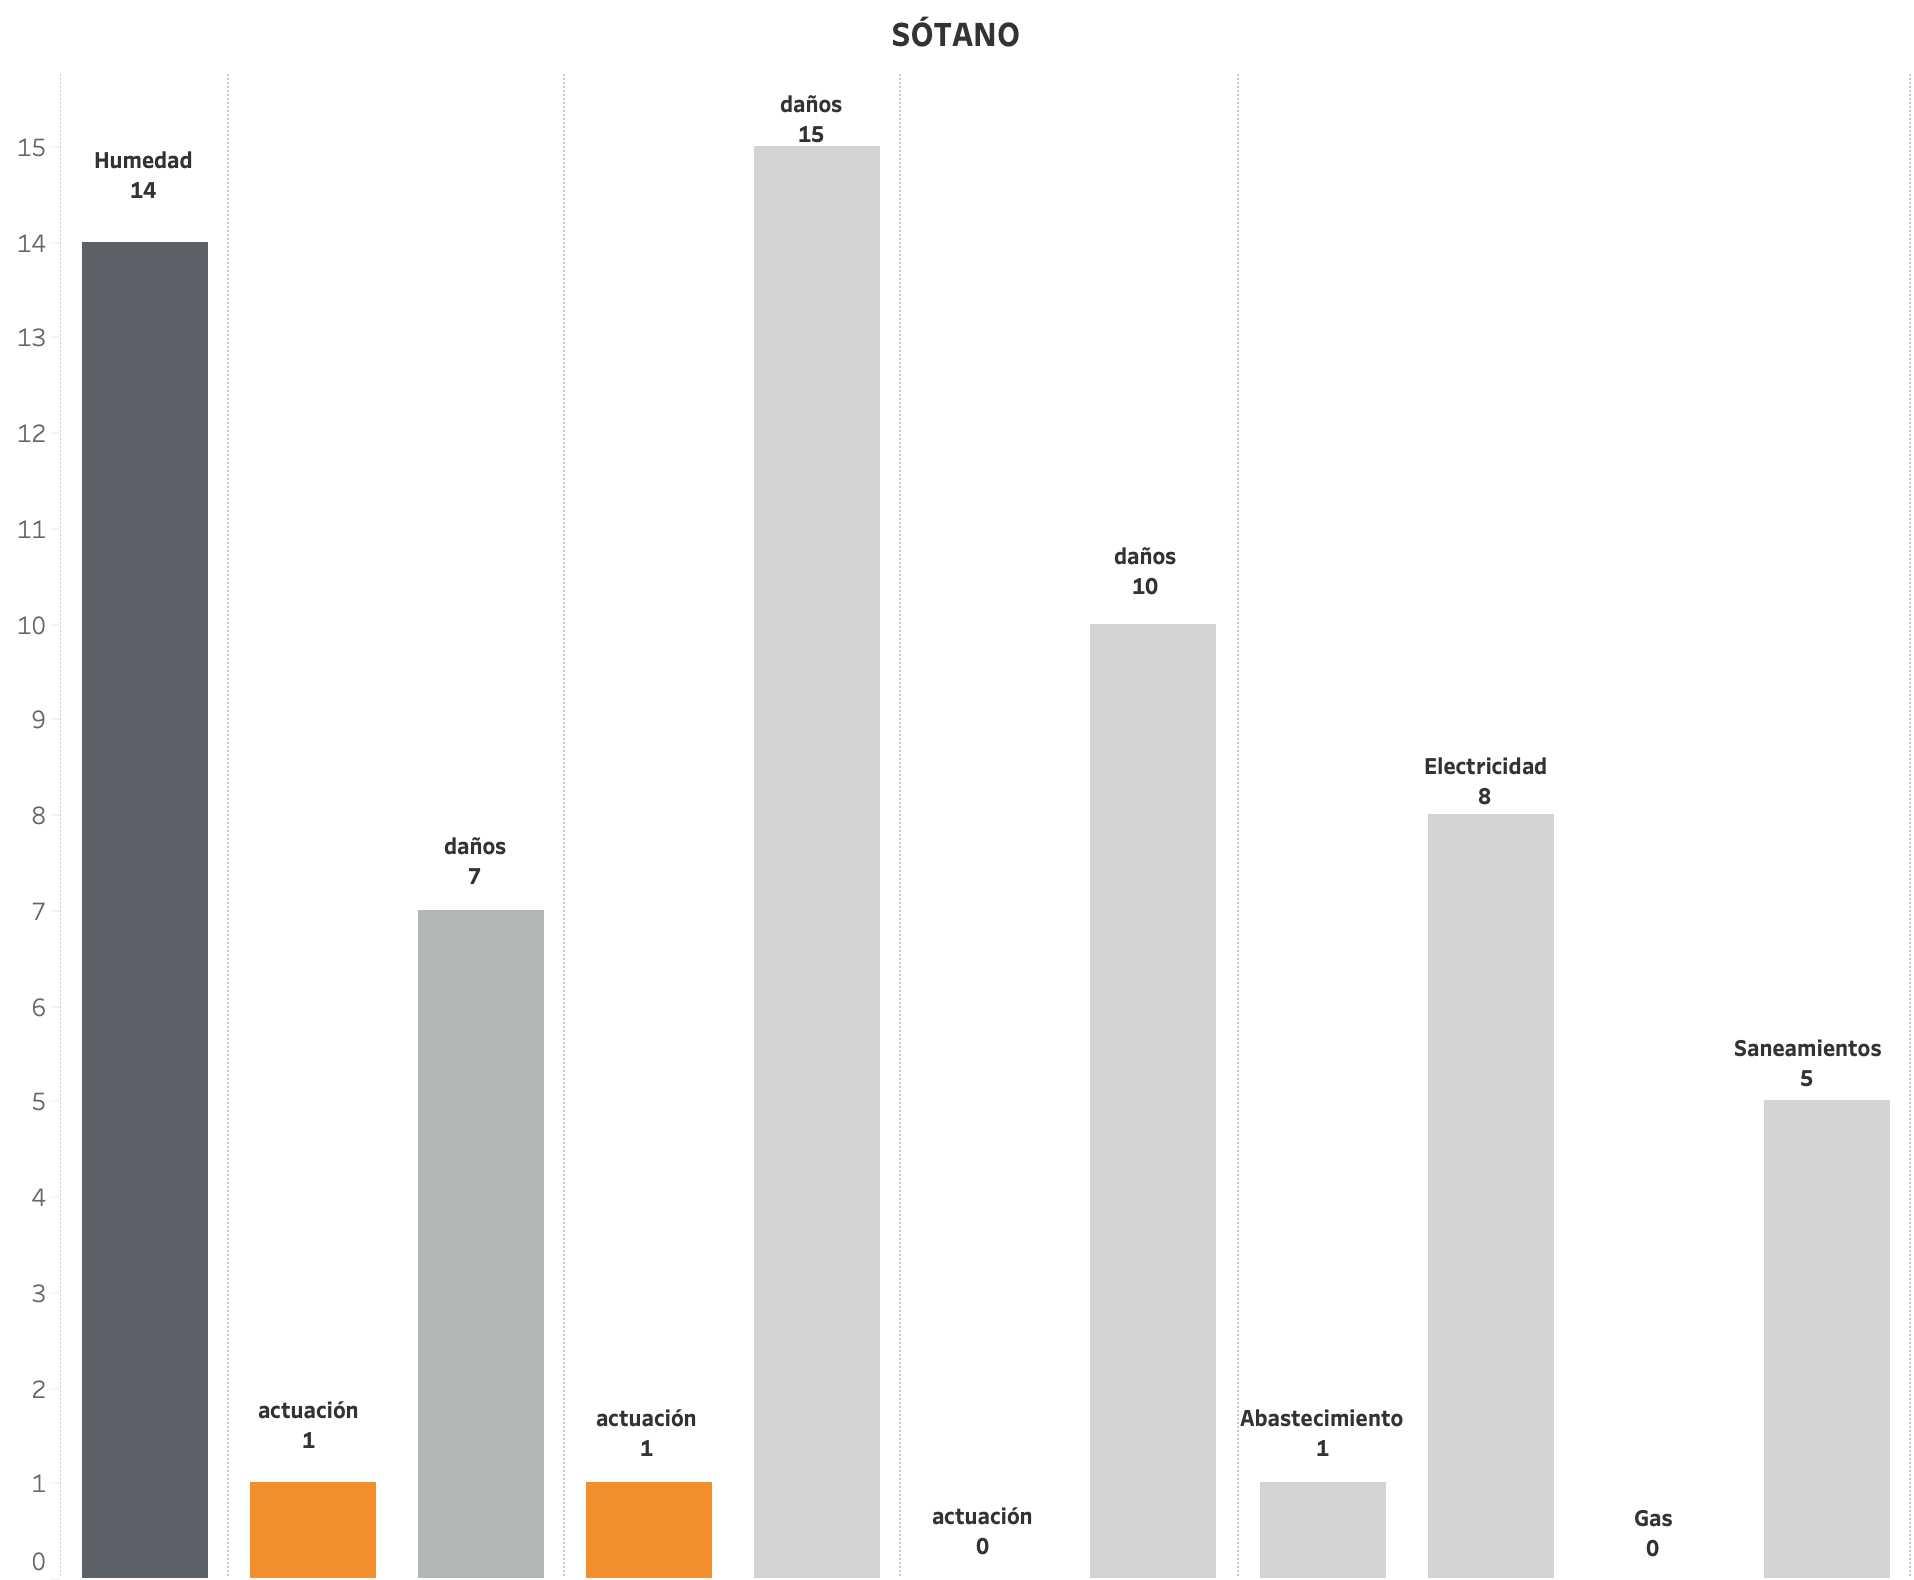 SÓTANO
15
14
13
12
11
10
9
8
7
6
5
4
3
2
1
0
Humedad
14
actuación
1
daños
7
actuación
1
daños
15
actuación
0
daños
10
Abastecimiento
1
Electricidad
8
Gas
0
Saneamientos
5